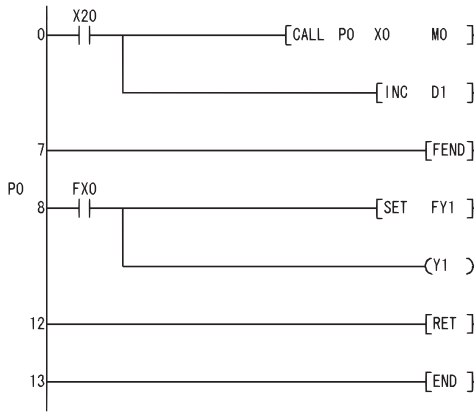 X20
0 [CALL P0 X0 M0 ]
[INC D1 ]
7 [FEND]
P0 FX0
8 [SET FY1 ]
(Y1 )
12 [RET ]
13 [END ]